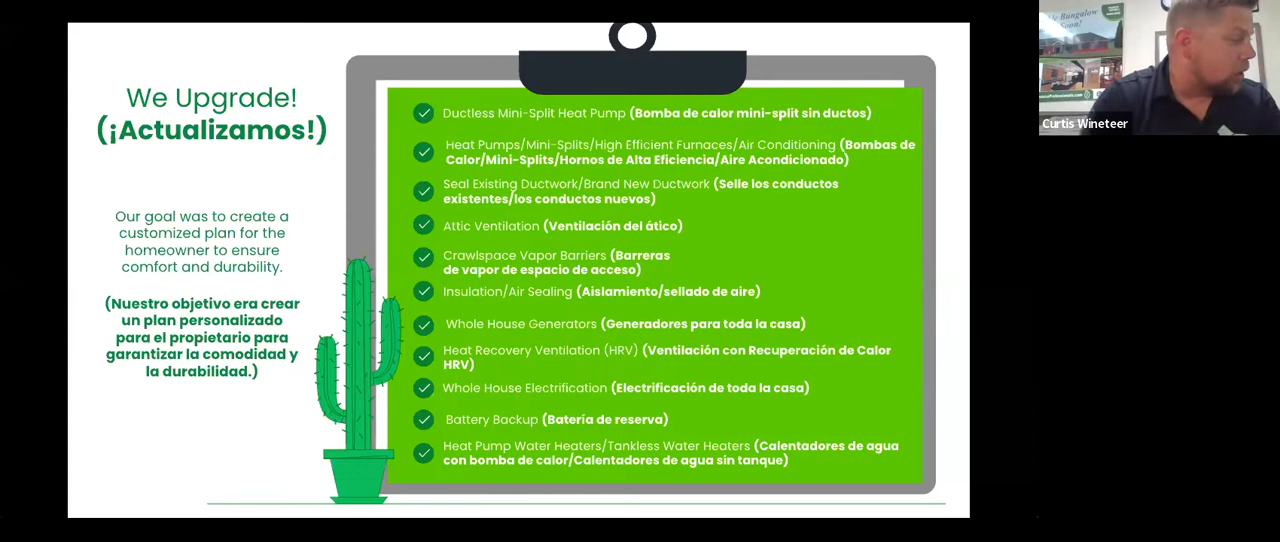 We Upgrade!
(¡Actualizamos!)
Our goal was to create a
customized plan for the
homeowner to ensure
comfort and durability.
(Nuestro objetivo era crear
un plan personalizado
para el propietario para
garantizar la comodidad y
la durabilidad.)
Ductless Mini-Split Heat Pump (Bomba de calor mini-split sin ductos)
Heat Pumps/Mini-Splits/High Efficient Furnaces/Air Conditioning (Bombas de
Calor/Mini-Splits/Hornos de Alta Eficiencia/Aire Acondicionado)
Seal Existing Ductwork/Brand New Ductwork (Selle los conductos
existentes/los conductos nuevos)
Attic Ventilation (Ventilación del ático)
Crawlspace Vapor Barriers (Barreras
de vapor de espacio de acceso)
Insulation/Air Sealing (Aislamiento/sellado de aire)
Whole House Generators (Generadores para toda la casa)
Heat Recovery Ventilation (HRV) (Ventilación con Recuperación de Calor
HRV)
Whole House Electrification (Electrificación de toda la casa)
Battery Backup (Batería de reserva)
Heat Pump Water Heaters/Tankless Water Heaters (Calentadores de agua
con bomba de calor/Calentadores de agua sin tanque)
Bungalow
Soon!
Curtis Wineteer